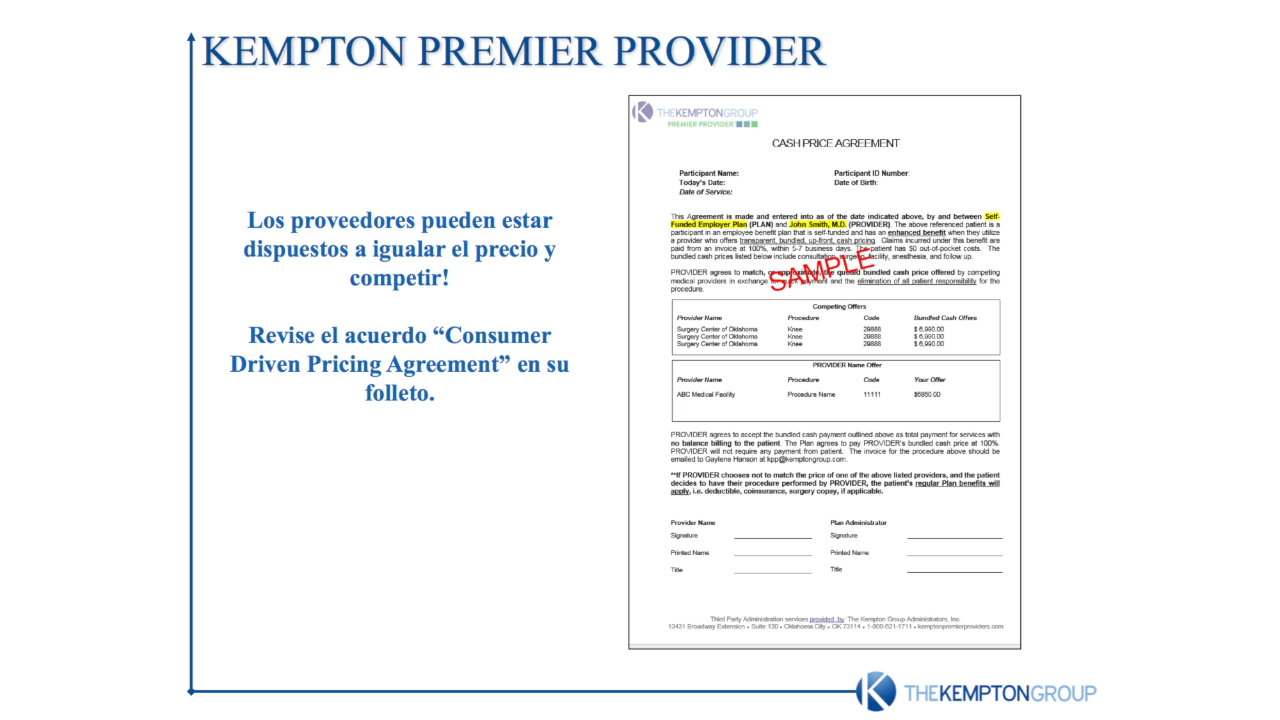 KEMPTON PREMIER PROVIDER
Los proveedores pueden estar
dispuestos a igualar el precio y
competir!
Revise el acuerdo “Consumer
Driven Pricing Agreement” en su
folleto.
THEKEMPTONGROUP
PREMIER PROVIDER
CASH PRICE AGREEMENT
Participant Name: Participant ID Number:
Today's Date: Date of Birth:
Date of Service:
This Agreement is made and entered into as of the date indicated above, by and between Self-
Funded Employer Plan (PLAN) and John Smith, M.D. (PROVIDER). The above referenced patient is a
participant in an employee benefit plan that is self-funded and has an enhanced benefit when they utilize
a provider who offers transparent, bundled, up-front, cash pricing. Claims incurred under this benefit are
paid from an invoice at 100%, within 5-7 business days. The patient has $0 out-of-pocket costs. The
bundled cash prices listed below include consultation, surgeon, facility, anesthesia, and follow up.
SAMPLE
PROVIDER agrees to match, or approximate, the quoted bundled cash price offered by competing
medical providers in exchange for quick payment and the elimination of all patient responsibility for the
procedure.
Competing Offers
Provider Name Procedure Code Bundled Cash Offers
Surgery Center of Oklahoma Knee 29888 $ 6,990.00
Surgery Center of Oklahoma Knee 29888 $ 6,990.00
Surgery Center of Oklahoma Knee 29888 $ 6,990.00
PROVIDER Name Offer
Provider Name Procedure Code Your Offer
ABC Medical Facility Procedure Name 11111 $6850.00
PROVIDER agrees to accept the bundled cash payment outlined above as total payment for services with
no balance billing to the patient. The Plan agrees to pay PROVIDER's bundled cash price at 100%.
PROVIDER will not require any payment from patient. The invoice for the procedure above should be
emailed to Gaylene Hanson at kpp@kemptongroup.com.
**If PROVIDER chooses not to match the price of one of the above listed providers, and the patient
decides to have their procedure performed by PROVIDER, the patient's regular Plan benefits will
apply, i.e. deductible, coinsurance, surgery copay, if applicable.
Provider Name Plan Administrator
Signature Signature
Printed Name Printed Name
Title Title
Third Party Administration services provided by The Kempton Group Administrators, Inc.
13431 Broadway Extension • Suite 130 • Oklahoma City • OK 73114 • 1-800-521-1711 • kemptonpremierproviders.com
THEKEMPTONGROUP